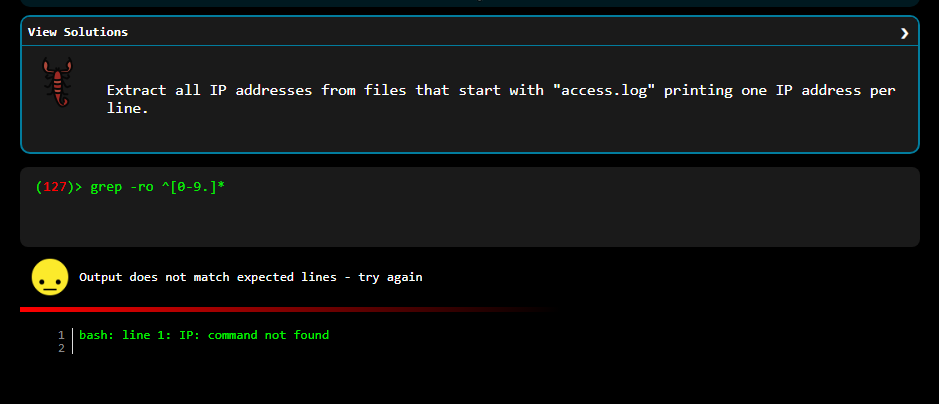 View Solutions ❯
Extract all IP addresses from files that start with "access.log" printing one IP address per
line.
(127)> grep -ro ^[0-9.]*
Output does not match expected lines - try again
1 bash: line 1: IP: command not found
2